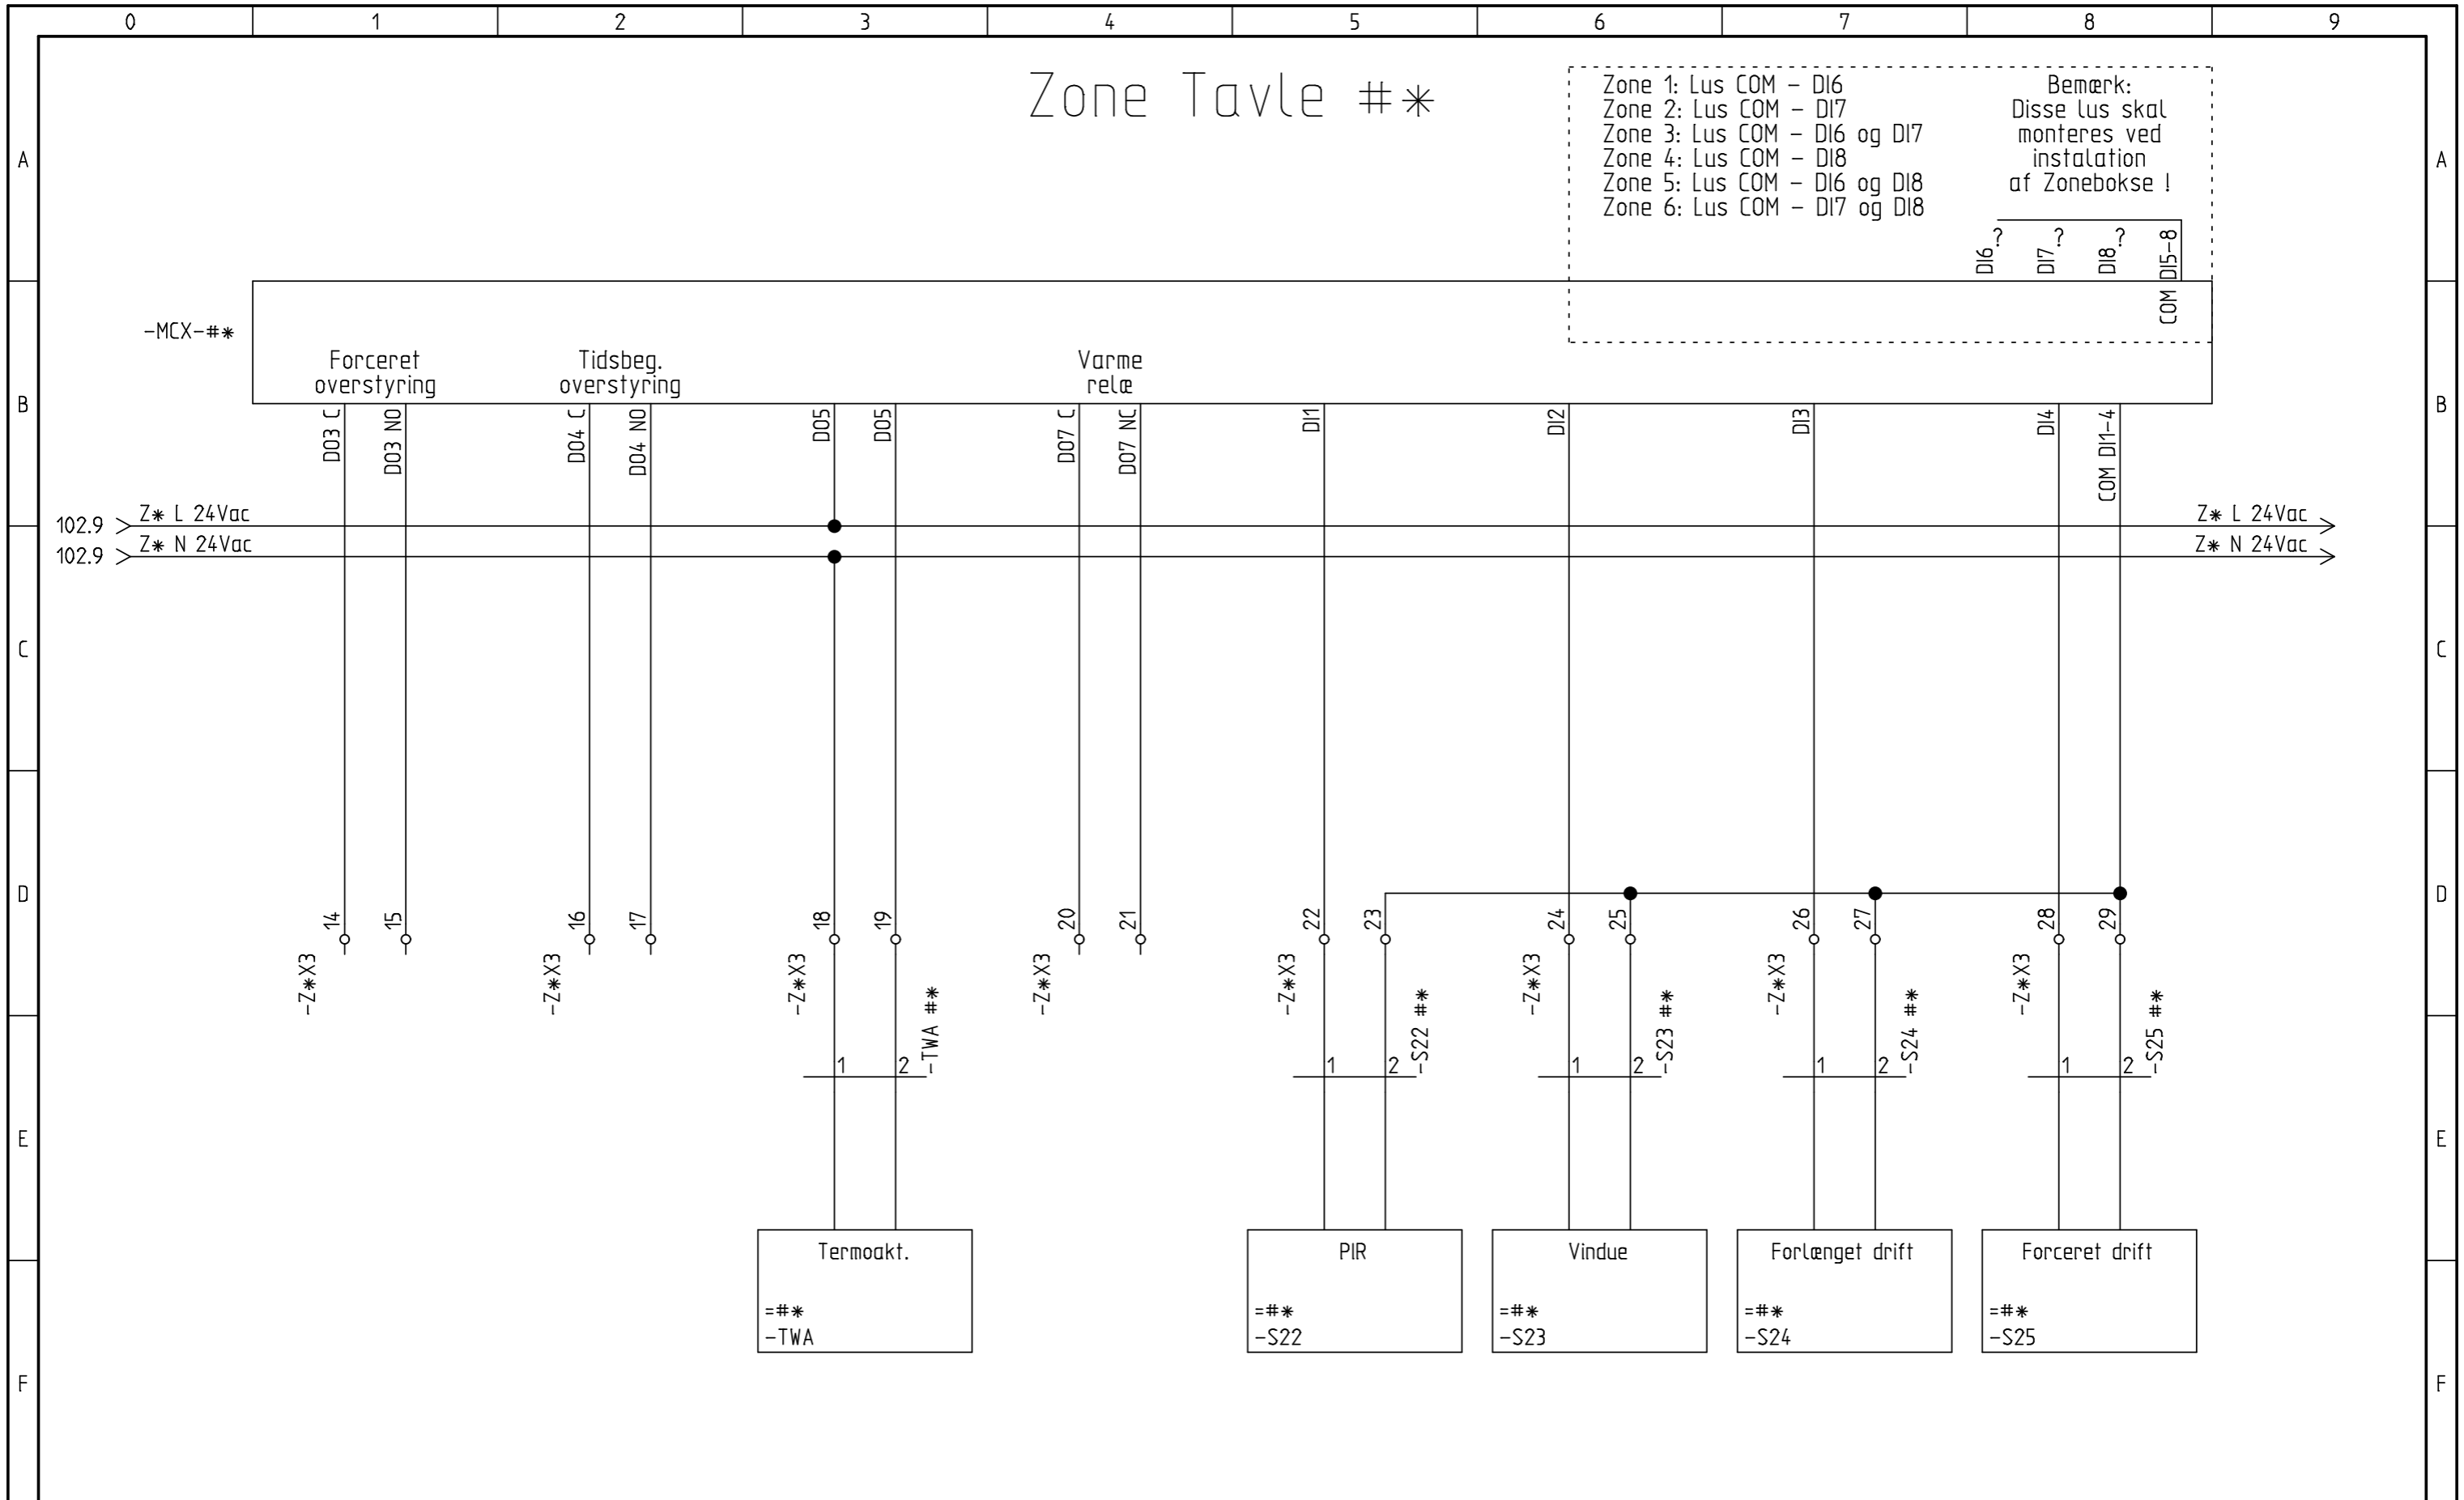 0 1 2 3 4 5 6 7 8 9
Zone Tavle #*
Zone 1: Lus COM - DI6
Zone 2: Lus COM - DI7
Zone 3: Lus COM - DI6 og DI7
Zone 4: Lus COM - DI8
Zone 5: Lus COM - DI6 og DI8
Zone 6: Lus COM - DI7 og DI8
Bemærk:
Disse lus skal
monteres ved
instalation
af Zonebokse !
A A
DI6 ? DI7 ? DI8 ? COM DI5-8
-MCX-#*
Forceret
overstyring
Tidsbeg.
overstyring
Varme
relæ
B B
DO3 C DO3 NO DO4 C DO4 NO DO5 DO5 DO7 C DO7 NC DI1 DI2 DI3 DI4 COM DI1-4
102.9 Z* L 24Vac Z* L 24Vac
102.9 Z* N 24Vac Z* N 24Vac
C C
D D
14 15 16 17 18 19 20 21 22 23 24 25 26 27 28 29
-Z*X3 -Z*X3 -Z*X3 -Z*X3 -Z*X3 -Z*X3 -Z*X3 -Z*X3
-TWA #* -S22 #* -S23 #* -S24 #* -S25 #*
1 2 1 2 1 2 1 2 1 2
E E
Termoakt.
=#*
-TWA
PIR
=#*
-S22
Vindue
=#*
-S23
Forlænget drift
=#*
-S24
Forceret drift
=#*
-S25
F F